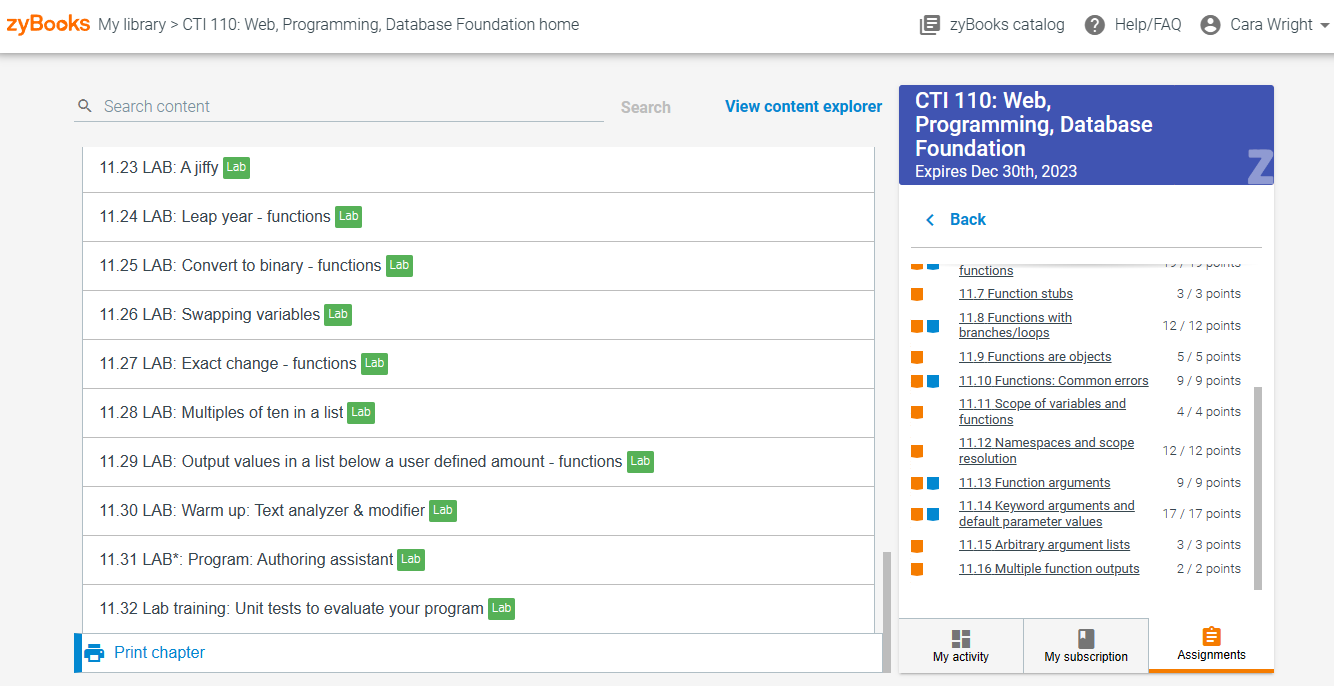 zyBooks My library > CTI 110: Web, Programming, Database Foundation home
zyBooks catalog
Help/FAQ
Cara Wright
Search content
Search
View content explorer
11.23 LAB: A jiffy Lab
11.24 LAB: Leap year - functions Lab
11.25 LAB: Convert to binary - functions Lab
11.26 LAB: Swapping variables Lab
11.27 LAB: Exact change - functions Lab
11.28 LAB: Multiples of ten in a list Lab
11.29 LAB: Output values in a list below a user defined amount - functions Lab
11.30 LAB: Warm up: Text analyzer & modifier Lab
11.31 LAB*: Program: Authoring assistant Lab
11.32 Lab training: Unit tests to evaluate your program Lab
Print chapter
CTI 110: Web,
Programming, Database
Foundation
Expires Dec 30th, 2023
Z
Back
functions
points
11.7 Function stubs 3 / 3 points
11.8 Functions with
branches/loops 12 / 12 points
11.9 Functions are objects 5 / 5 points
11.10 Functions: Common errors 9 / 9 points
11.11 Scope of variables and
functions 4 / 4 points
11.12 Namespaces and scope
resolution 12 / 12 points
11.13 Function arguments 9 / 9 points
11.14 Keyword arguments and
default parameter values 17 / 17 points
11.15 Arbitrary argument lists 3 / 3 points
11.16 Multiple function outputs 2 / 2 points
My activity
My subscription
Assignments